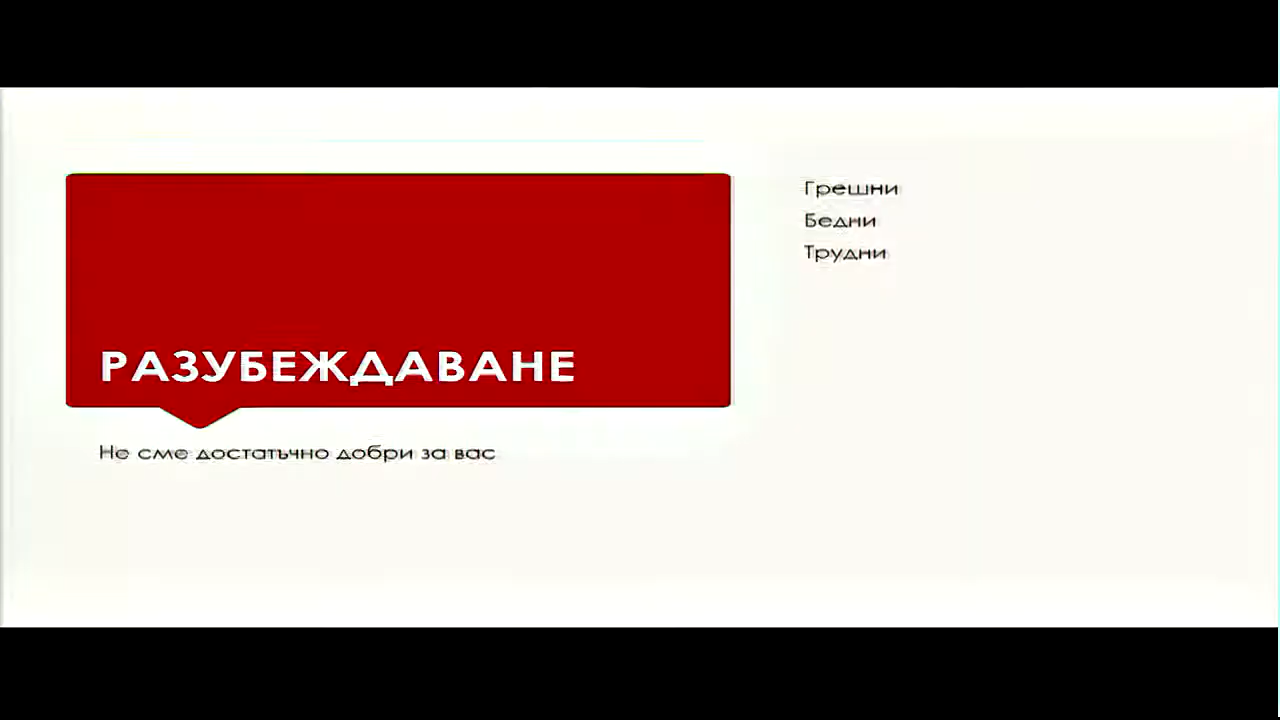 РАЗУБЕЖДАВАНЕ
Не сме достатъчно добри за вас
Грешни
Бедни
Трудни